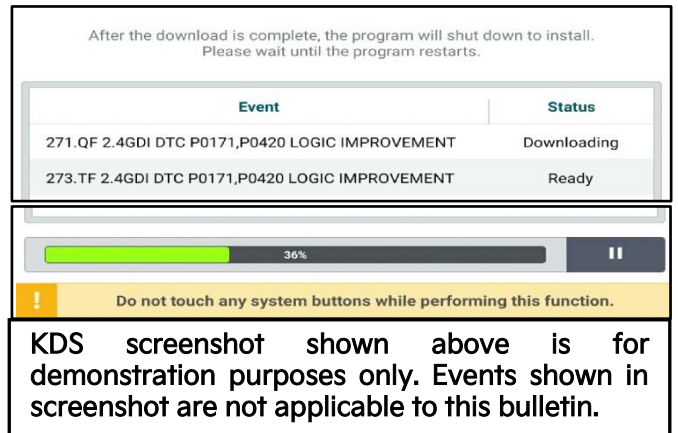 After the download is complete, the program will shut down to install.
Please wait until the program restarts.
Event Status
271.QF 2.4GDI DTC P0171,P0420 LOGIC IMPROVEMENT Downloading
273.TF 2.4GDI DTC P0171,P0420 LOGIC IMPROVEMENT Ready
36%
! Do not touch any system buttons while performing this function.
KDS screenshot shown above is for
demonstration purposes only. Events shown in
screenshot are not applicable to this bulletin.